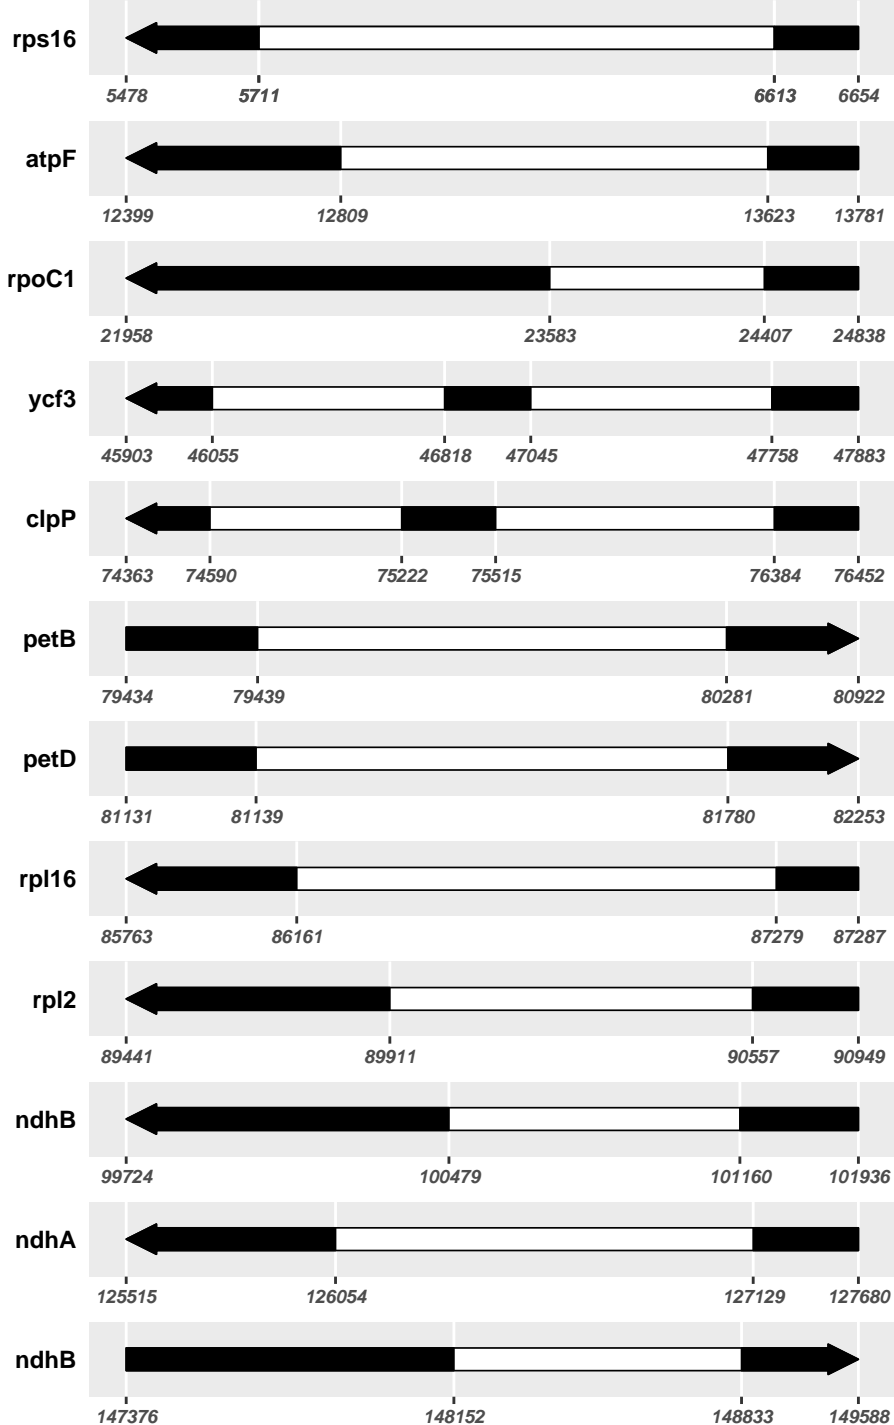 rps16
5478 5711 6613 6654
atpF
12399 12809 13623 13781
rpoC1
21958 23583 24407 24838
ycf3
45903 46055 46818 47045 47758 47883
clpP
74363 74590 75222 75515 76384 76452
petB
79434 79439 80281 80922
petD
81131 81139 81780 82253
rpl16
85763 86161 87279 87287
rpl2
89441 89911 90557 90949
ndhB
99724 100479 101160 101936
ndhA
125515 126054 127129 127680
ndhB
147376 148152 148833 149588